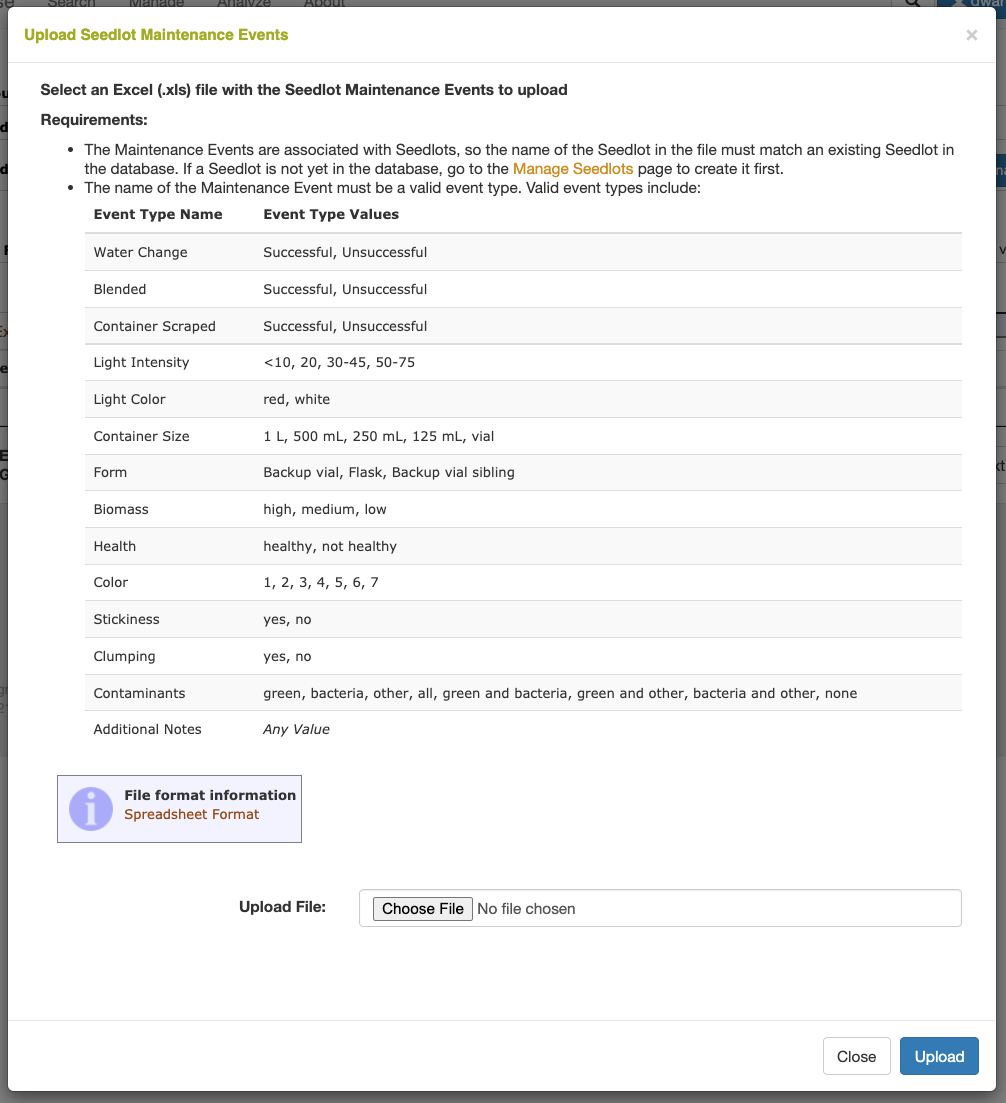 Search Manage Analyze About
Upload Seedlot Maintenance Events ×
Select an Excel (.xls) file with the Seedlot Maintenance Events to upload
Requirements:
• The Maintenance Events are associated with Seedlots, so the name of the Seedlot in the file must match an existing Seedlot in
the database. If a Seedlot is not yet in the database, go to the Manage Seedlots page to create it first.
• The name of the Maintenance Event must be a valid event type. Valid event types include:
Event Type Name Event Type Values
Water Change Successful, Unsuccessful
Blended Successful, Unsuccessful
Container Scraped Successful, Unsuccessful
Light Intensity <10, 20, 30-45, 50-75
Light Color red, white
Container Size 1 L, 500 mL, 250 mL, 125 mL, vial
Form Backup vial, Flask, Backup vial sibling
Biomass high, medium, low
Health healthy, not healthy
Color 1, 2, 3, 4, 5, 6, 7
Stickiness yes, no
Clumping yes, no
Contaminants green, bacteria, other, all, green and bacteria, green and other, bacteria and other, none
Additional Notes Any Value
File format information
Spreadsheet Format
Upload File: Choose File No file chosen
Close Upload